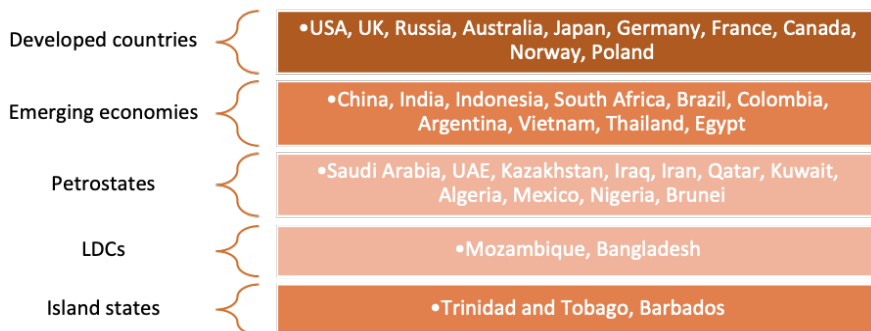 Developed countries
•USA, UK, Russia, Australia, Japan, Germany, France, Canada,
Norway, Poland
Emerging economies
•China, India, Indonesia, South Africa, Brazil, Colombia,
Argentina, Vietnam, Thailand, Egypt
Petrostates
•Saudi Arabia, UAE, Kazakhstan, Iraq, Iran, Qatar, Kuwait,
Algeria, Mexico, Nigeria, Brunei
LDCs
•Mozambique, Bangladesh
Island states
•Trinidad and Tobago, Barbados